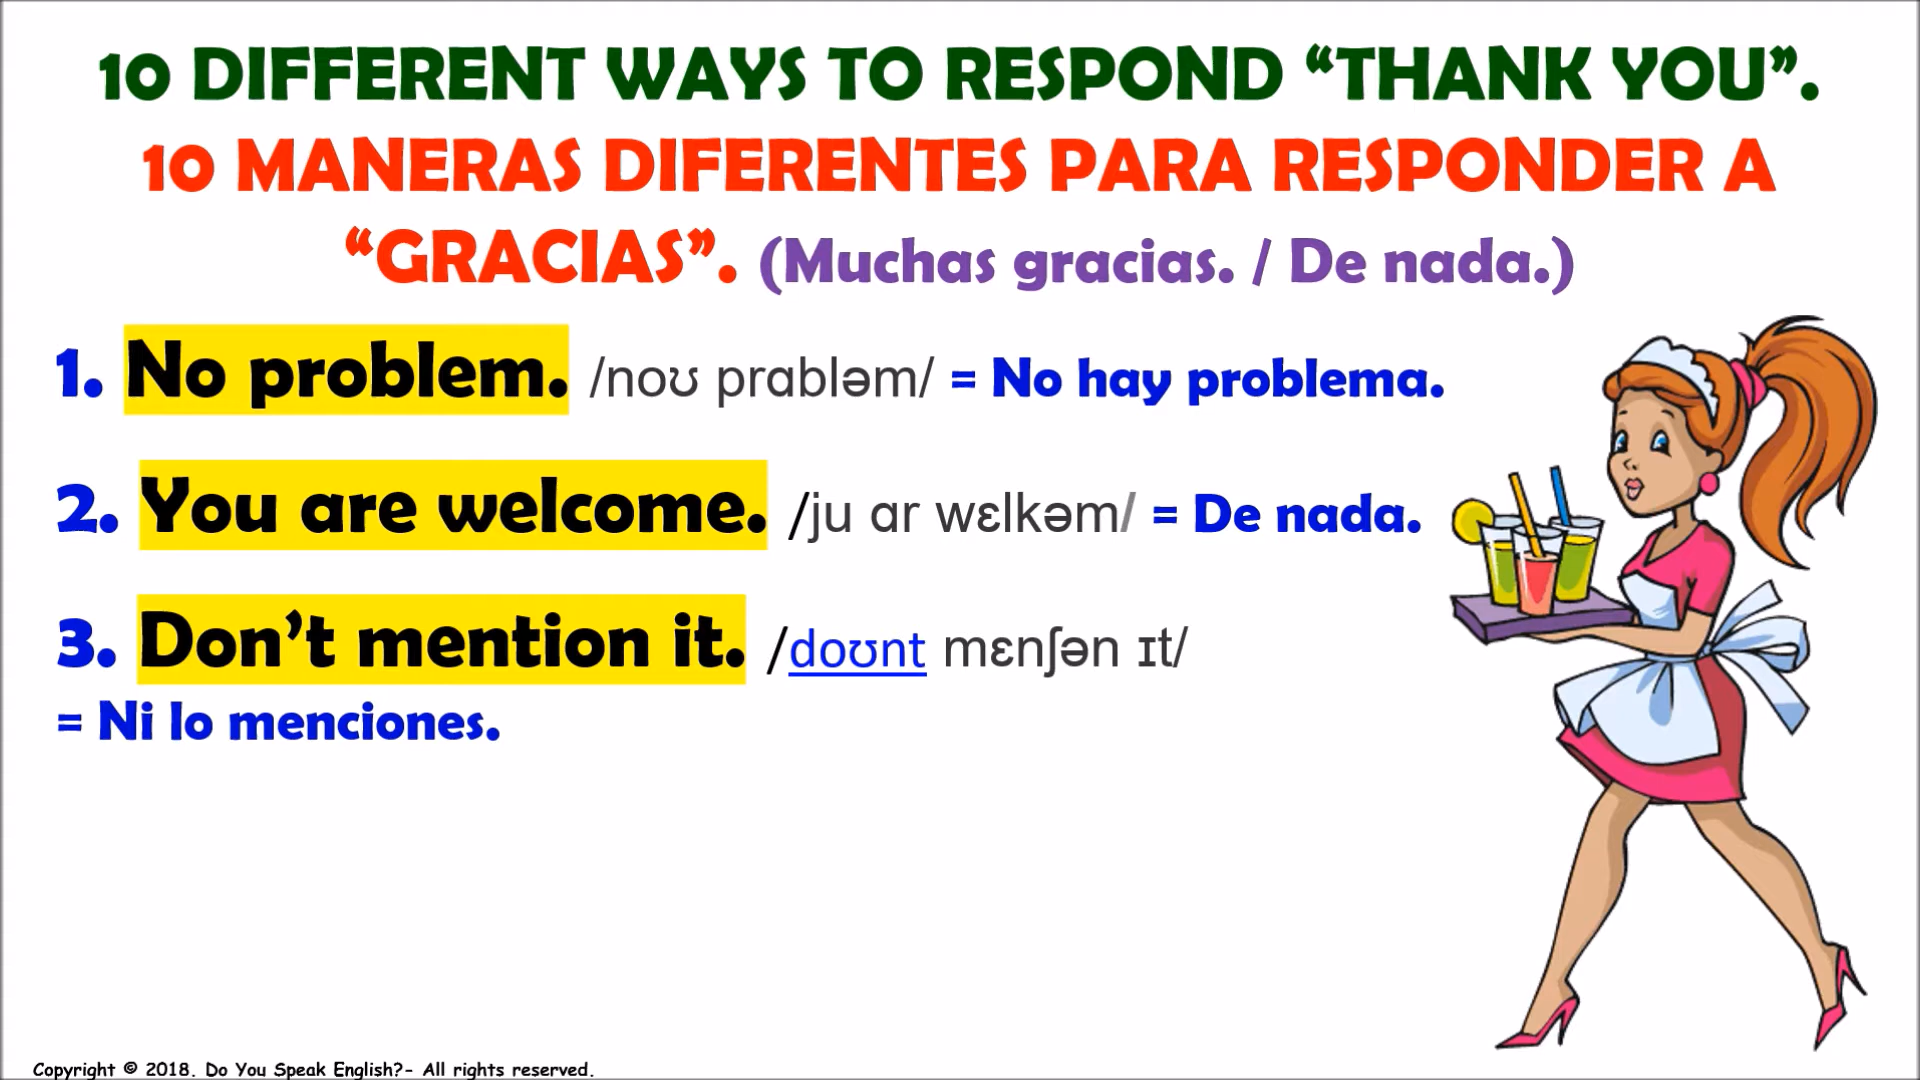 10 DIFFERENT WAYS TO RESPOND “THANK YOU”.
10 MANERAS DIFERENTES PARA RESPONDER A
“GRACIAS”. (Muchas gracias. / De nada.)
1. No problem. /noʊ prɑbləm/ = No hay problema.
2. You are welcome. /ju ɑr wɛlkəm/ = De nada.
3. Don’t mention it. /doʊnt mɛnʃən ɪt/
= Ni lo menciones.
Copyright © 2018. Do You Speak English?- All rights reserved.